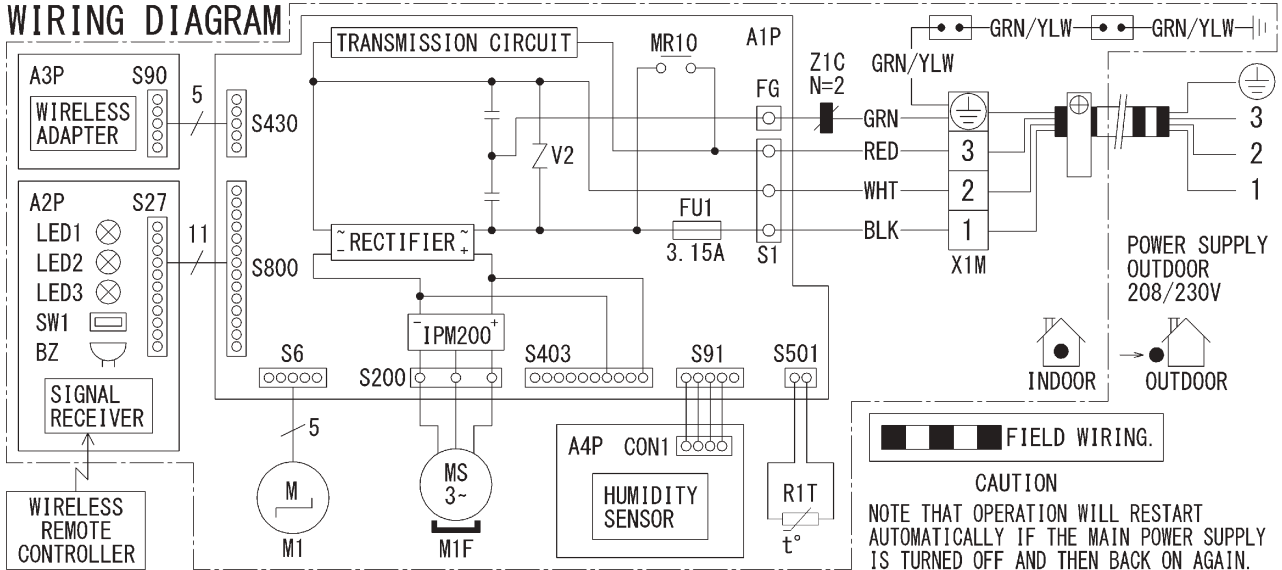 WIRING DIAGRAM
TRANSMISSION CIRCUIT
MR10
A1P
Z1C
N=2
GRN/YLW
GRN/YLW
GRN/YLW
A3P
S90
WIRELESS
ADAPTER
5
S430
FG
GRN
RED
3
WHT
2
BLK
1
X1M
3
2
1
V2
FU1
3.15A
S1
A2P
S27
LED1
LED2
LED3
SW1
BZ
11
S800
~
-
RECTIFIER
~
+
- IPM200 +
POWER SUPPLY
OUTDOOR
208/230V
INDOOR
→
OUTDOOR
S6
S200
S403
S91
S501
SIGNAL
RECEIVER
5
M
M1
MS
3~
M1F
A4P
CON1
HUMIDITY
SENSOR
R1T
t°
WIRELESS
REMOTE
CONTROLLER
FIELD WIRING.
CAUTION
NOTE THAT OPERATION WILL RESTART
AUTOMATICALLY IF THE MAIN POWER SUPPLY
IS TURNED OFF AND THEN BACK ON AGAIN.